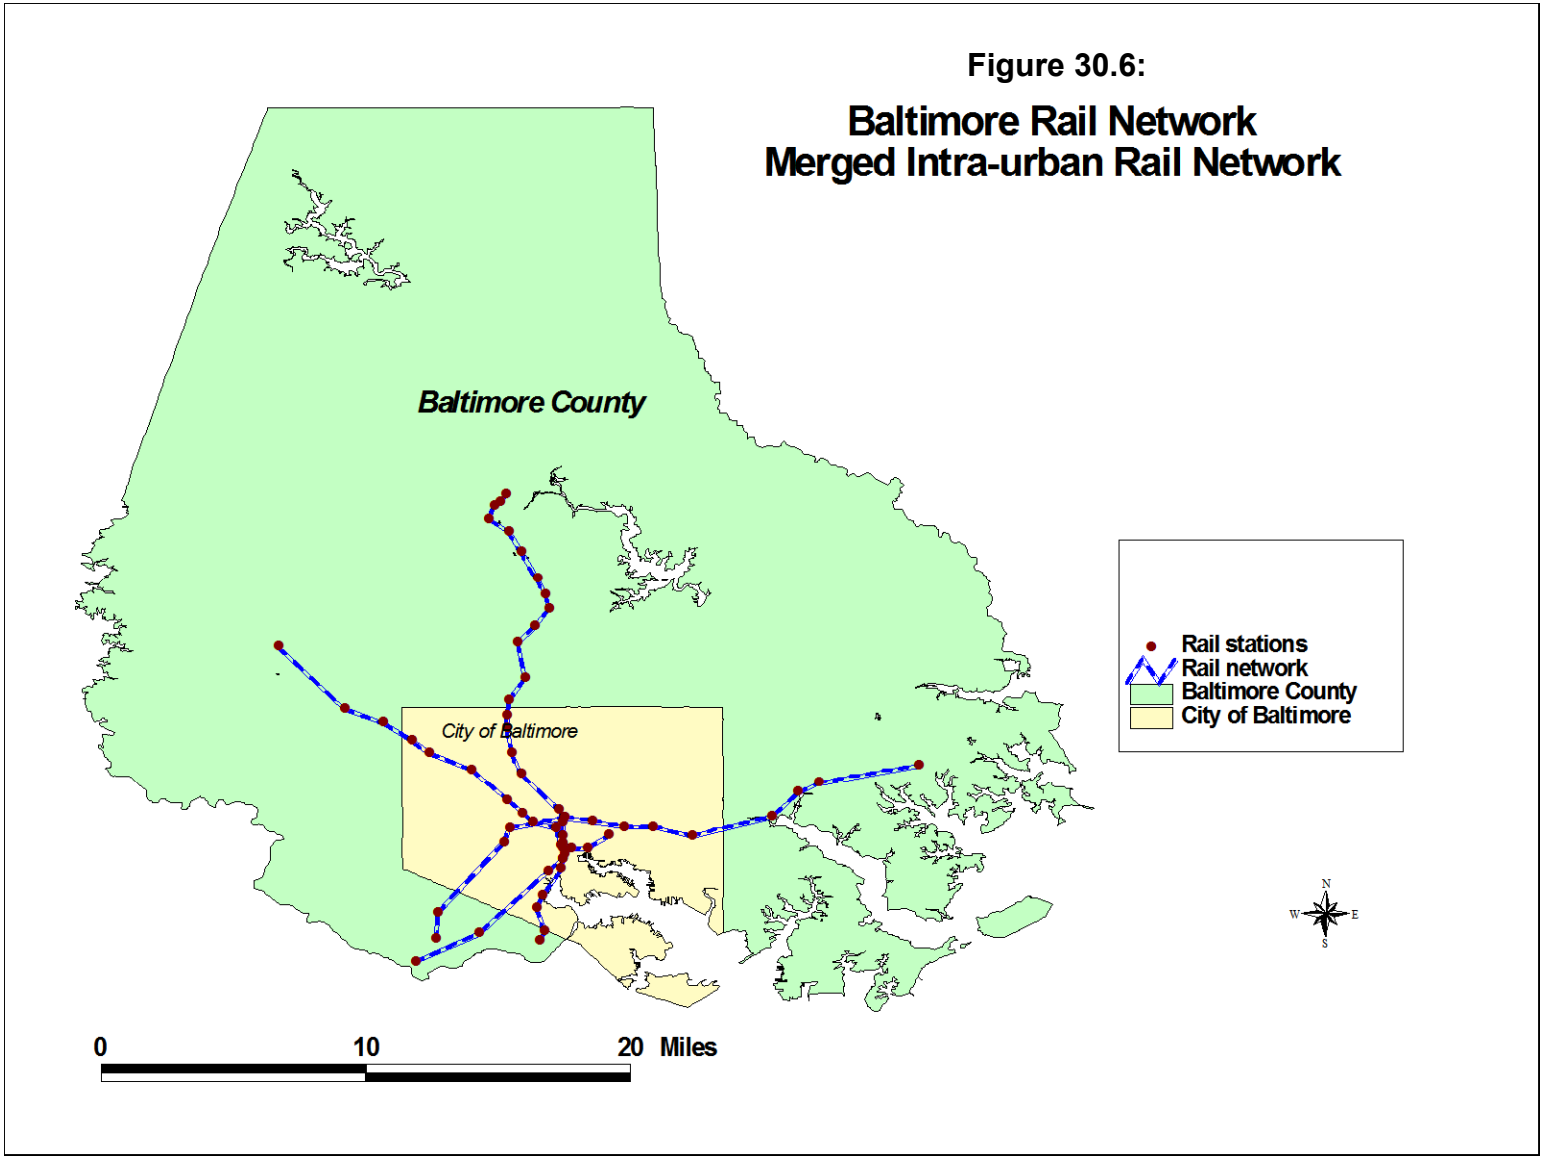 Figure 30.6:
Baltimore Rail Network
Merged Intra-urban Rail Network
Baltimore County
Rail stations
Rail network
Baltimore County
City of Baltimore
City of Baltimore
N
W
E
S
0 10 20 Miles